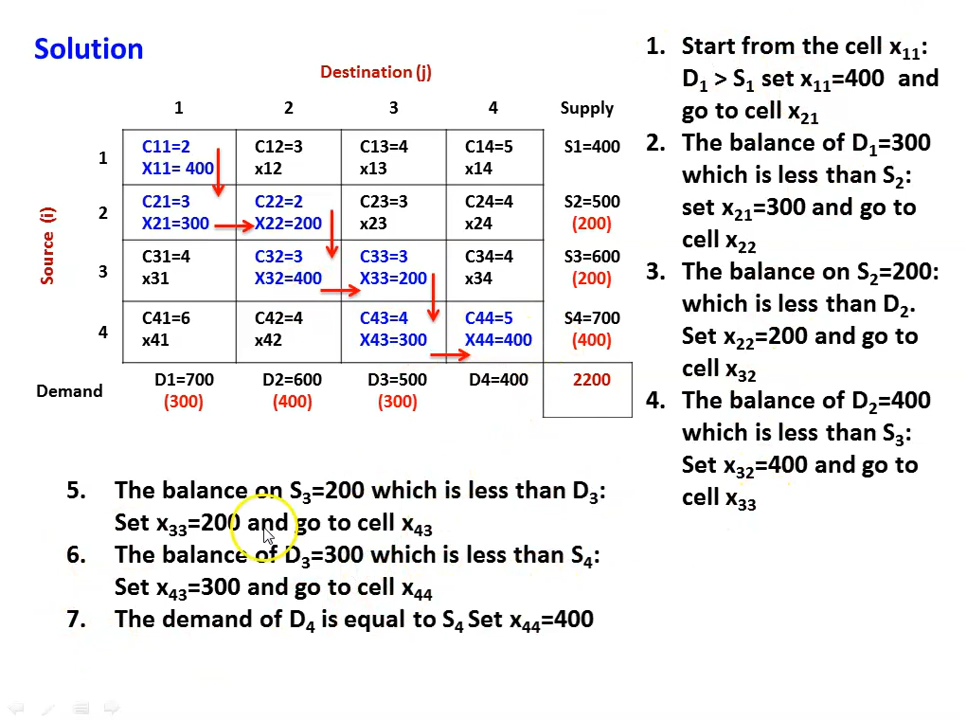 Solution
Destination (j)
1 2 3 4 Supply
C11=2 C12=3 C13=4 C14=5 S1=400
1 X11= 400 x12 x13 x14
C21=3 C22=2 C23=3 C24=4 S2=500
2 X21=300 X22=200 x23 x24 (200)
Source (i)
C31=4 C32=3 C33=3 C34=4 S3=600
3 x31 X32=400 X33=200 x34 (200)
C41=6 C42=4 C43=4 C44=5 S4=700
4 x41 x42 X43=300 X44=400 (400)
Demand D1=700 D2=600 D3=500 D4=400 2200
(300) (400) (300)
1. Start from the cell x₁₁:
D₁ > S₁ set x₁₁=400 and
go to cell x₂₁
2. The balance of D₁=300
which is less than S₂:
set x₂₁=300 and go to
cell x₂₂
3. The balance on S₂=200:
which is less than D₂.
Set x₂₂=200 and go to
cell x₃₂
4. The balance of D₂=400
which is less than S₃:
Set x₃₂=400 and go to
cell x₃₃
5. The balance on S₃=200 which is less than D₃:
Set x₃₃=200 and go to cell x₄₃
6. The balance of D₃=300 which is less than S₄:
Set x₄₃=300 and go to cell x₄₄
7. The demand of D₄ is equal to S₄ Set x₄₄=400